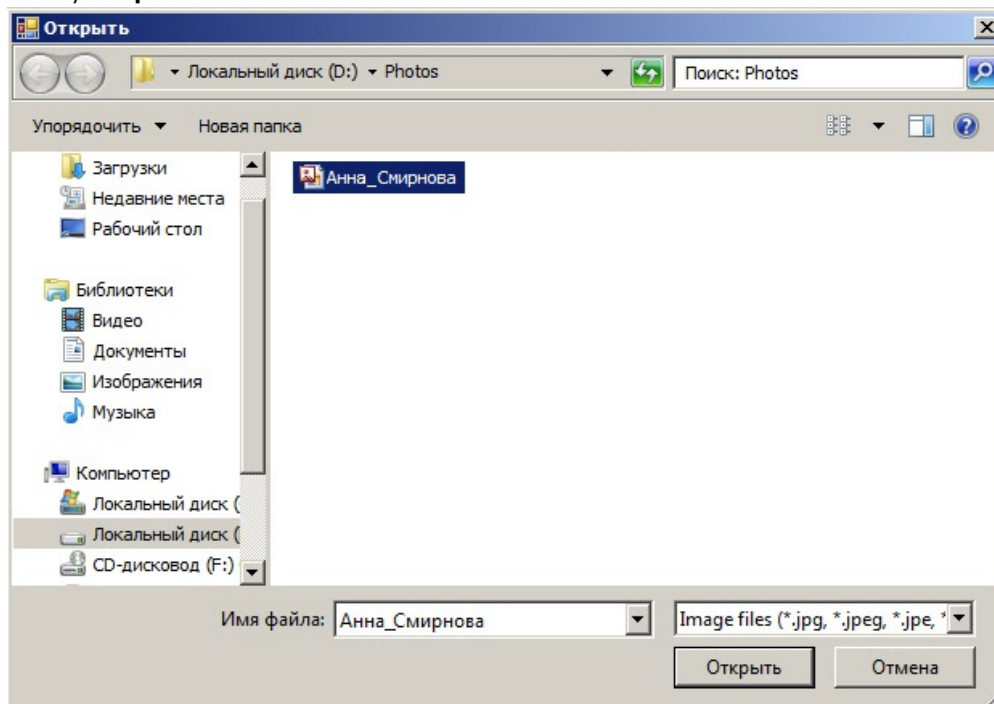 Открыть
Локальный диск (D:) Photos
Поиск: Photos
Упорядочить Новая папка
Загрузки
Недавние места
Рабочий стол
Библиотеки
Видео
Документы
Изображения
Музыка
Компьютер
Локальный диск (
Локальный диск (
CD-дисковод (F:)
Анна_Смирнова
Имя файла: Анна_Смирнова
Image files (*.jpg, *.jpeg, *.jpe, *
Открыть Отмена